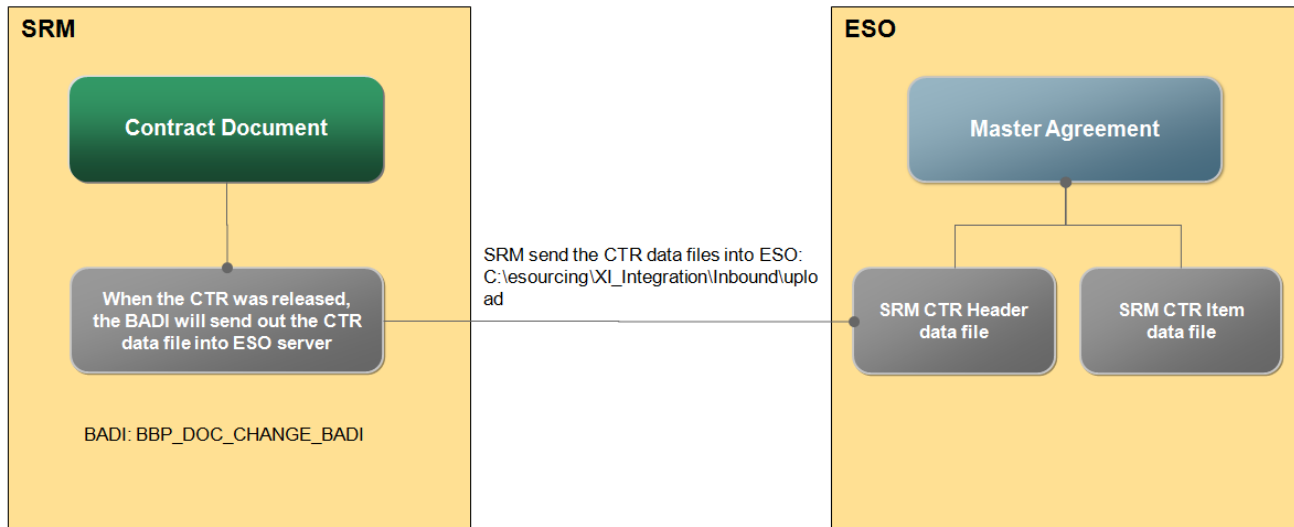 SRM
Contract Document
When the CTR was released,
the BADI will send out the CTR
data file into ESO server
BADI: BBP_DOC_CHANGE_BADI
SRM send the CTR data files into ESO:
C:\esourcing\XI_Integration\Inbound\uplo
ad
ESO
Master Agreement
SRM CTR Header
data file
SRM CTR Item
data file